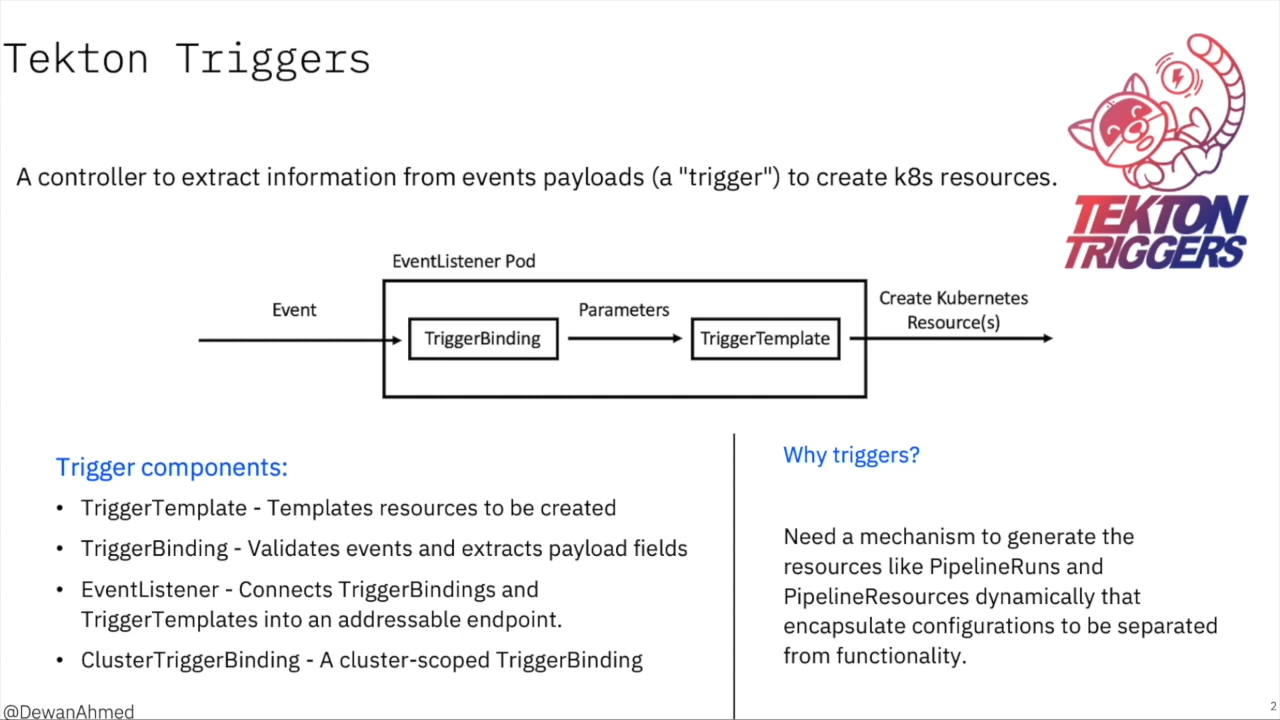 Tekton Triggers
A controller to extract information from events payloads (a "trigger") to create k8s resources.
TEKTON
TRIGGERS
EventListener Pod
Event
TriggerBinding
Parameters
TriggerTemplate
Create Kubernetes
Resource(s)
Trigger components:
• TriggerTemplate - Templates resources to be created
• TriggerBinding - Validates events and extracts payload fields
• EventListener - Connects TriggerBindings and
TriggerTemplates into an addressable endpoint.
• ClusterTriggerBinding - A cluster-scoped TriggerBinding
Why triggers?
Need a mechanism to generate the
resources like PipelineRuns and
PipelineResources dynamically that
encapsulate configurations to be separated
from functionality.
@DewanAhmed
2